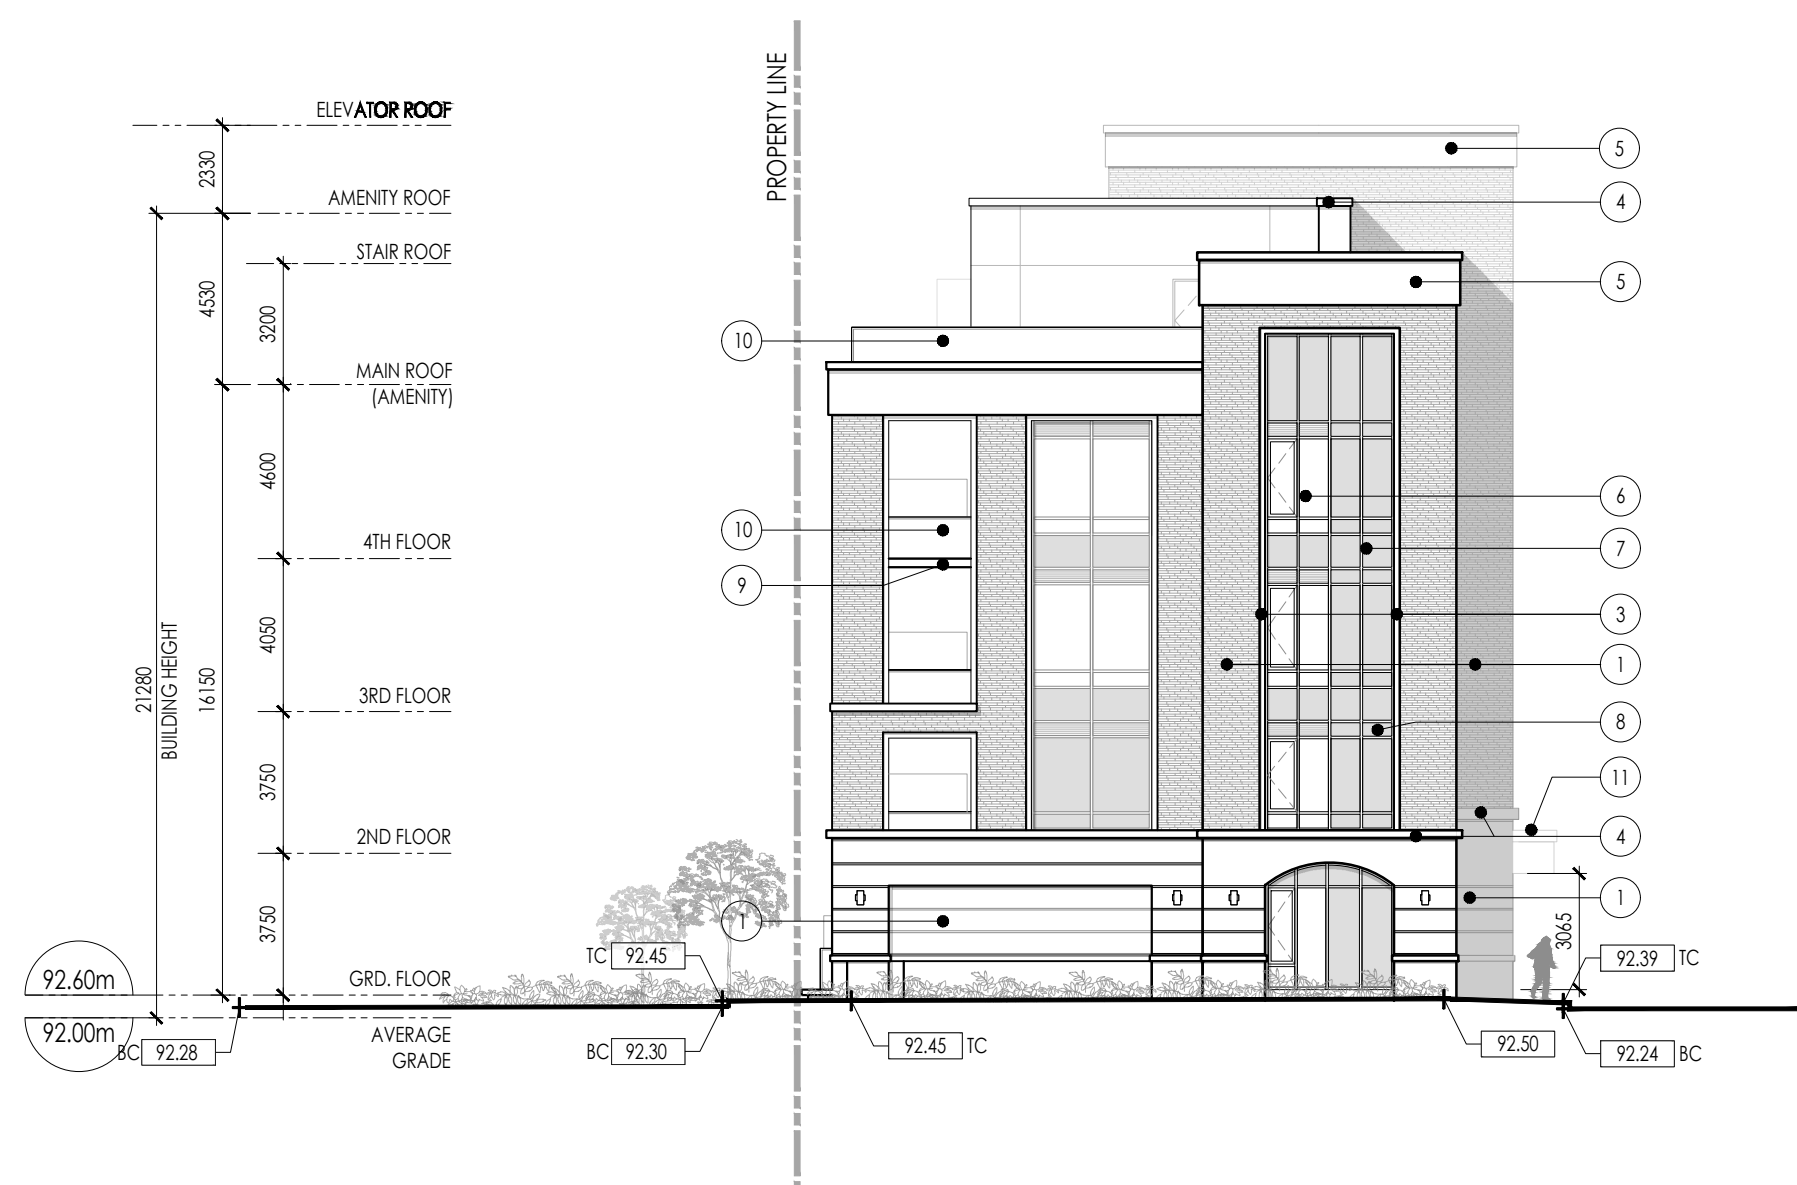 PROPERTY LINE
ELEVATOR ROOF
2330
AMENITY ROOF
STAIR ROOF
4530
3200
MAIN ROOF
(AMENITY)
4600
4TH FLOOR
4050
3RD FLOOR
21280
BUILDING HEIGHT
16150
3750
2ND FLOOR
3750
GRD. FLOOR
92.60m
92.00m
AVERAGE
GRADE
BC 92.28
TC 92.45
BC 92.30
92.45 TC
92.50
92.39 TC
92.24 BC
3065
10
10
9
1
5
4
5
6
7
3
1
8
11
4
1